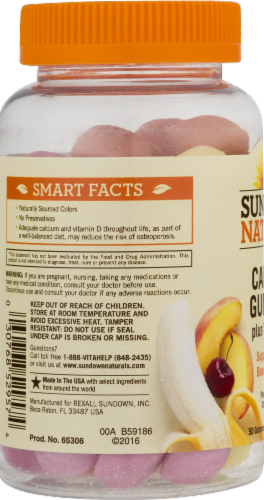 SMART FACTS
• Naturally Sourced Colors
• No Preservatives
• Adequate calcium and vitamin D throughout life, as part of
a well-balanced diet, may reduce the risk of osteoporosis.
*This statement has not been evaluated by the Food and Drug Administration. This
product is not intended to diagnose, treat, cure or prevent any disease.
WARNING: If you are pregnant, nursing, taking any medications or
have any medical condition, consult your doctor before use.
Discontinue use and consult your doctor if any adverse reactions occur.
KEEP OUT OF REACH OF CHILDREN.
STORE AT ROOM TEMPERATURE AND
AVOID EXCESSIVE HEAT. TAMPER
RESISTANT: DO NOT USE IF SEAL
UNDER CAP IS BROKEN OR MISSING.
Questions?
Call toll free 1-888-VITAHELP (848-2435)
or visit us at www.sundownnaturals.com
★ Made in The USA with select ingredients
from around the world
Manufactured for REXALL SUNDOWN, INC.
Boca Raton, FL 33487 USA
00A B59186
Prod. No. 65306 ©2016
0 30768 52957 4
SUN
NAT
CA
GU
plus